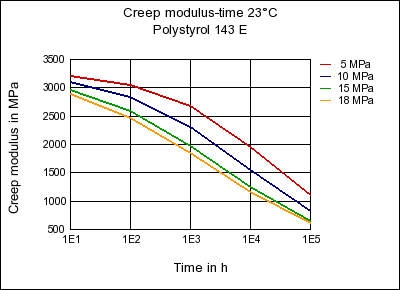 Creep modulus-time 23°C
Polystyrol 143 E
Creep modulus in MPa
3500
3000
2500
2000
1500
1000
500
1E1 1E2 1E3 1E4 1E5
Time in h
5 MPa
10 MPa
15 MPa
18 MPa